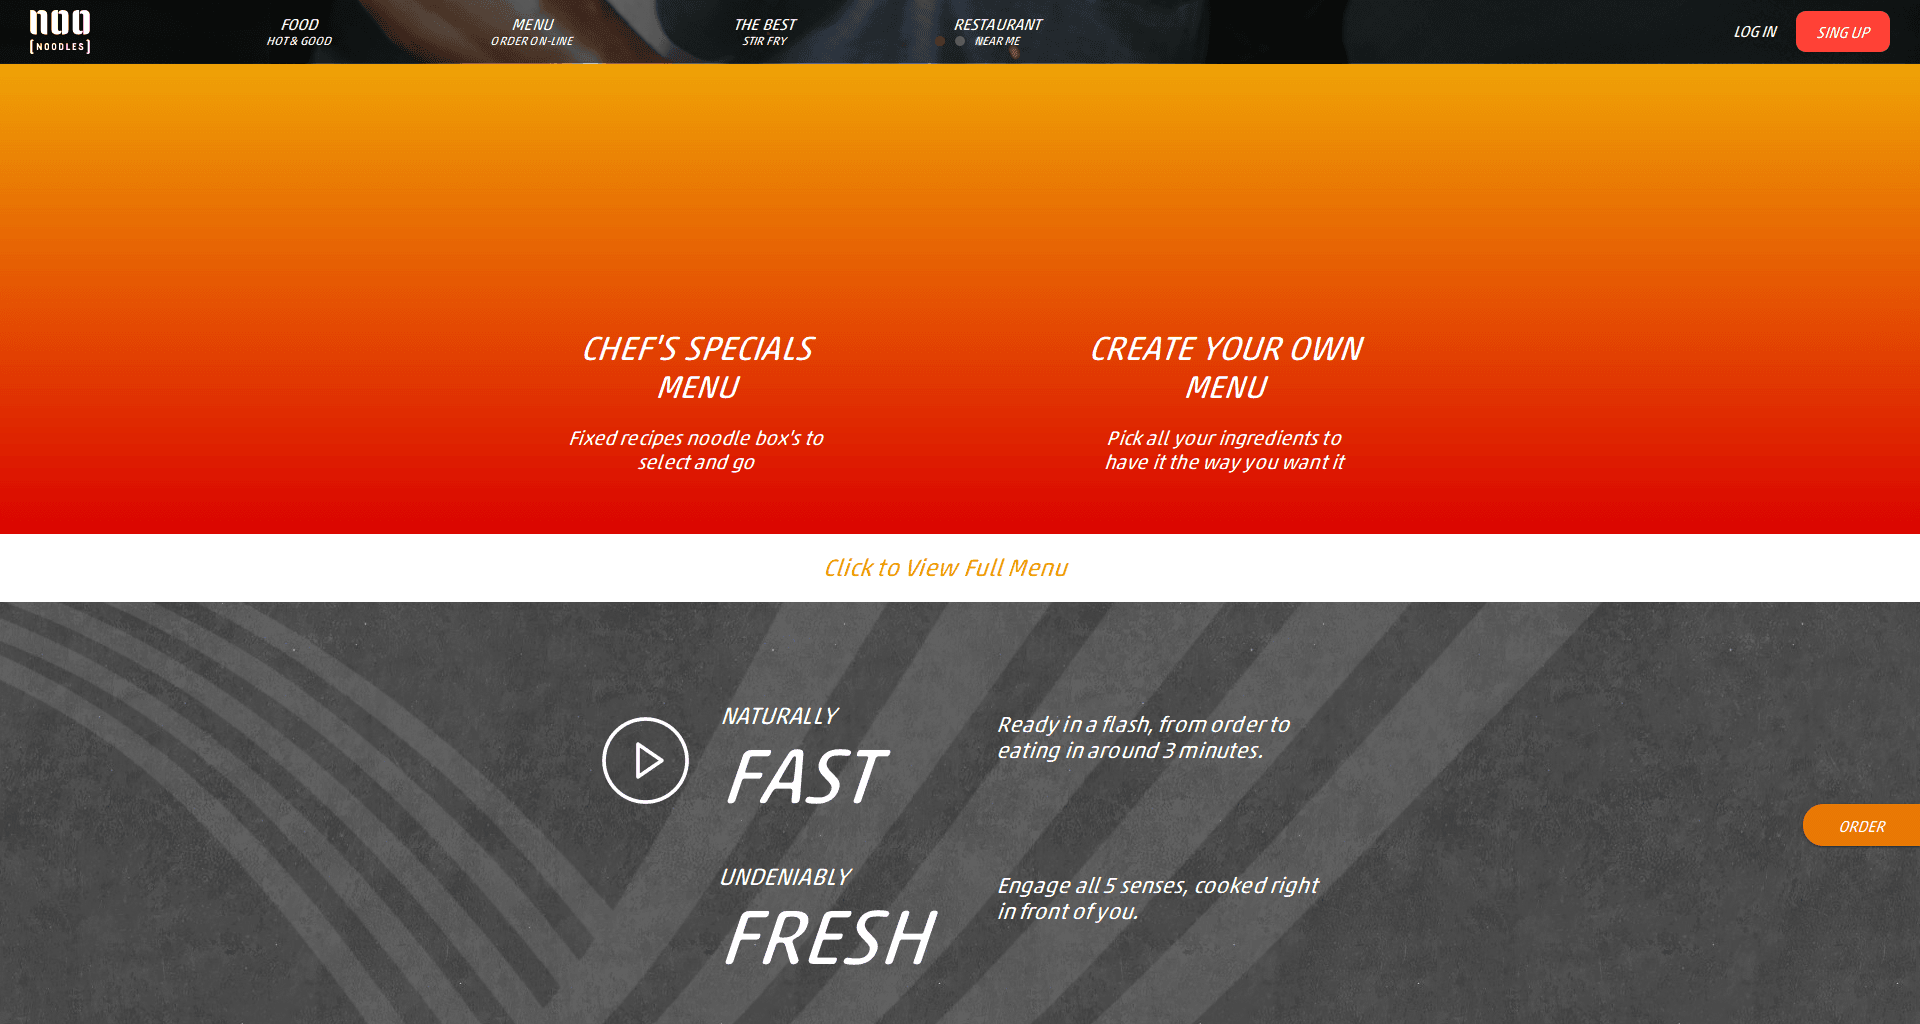 noo
[NOODLES]
FOOD
HOT & GOOD
MENU
ORDER ON-LINE
THE BEST
STIR FRY
RESTAURANT
NEAR ME
LOG IN
SING UP
CHEF'S SPECIALS
MENU
Fixed recipes noodle box's to
select and go
CREATE YOUR OWN
MENU
Pick all your ingredients to
have it the way you want it
Click to View Full Menu
NATURALLY
FAST
Ready in a flash, from order to
eating in around 3 minutes.
ORDER
UNDENIABLY
FRESH
Engage all 5 senses, cooked right
in front of you.